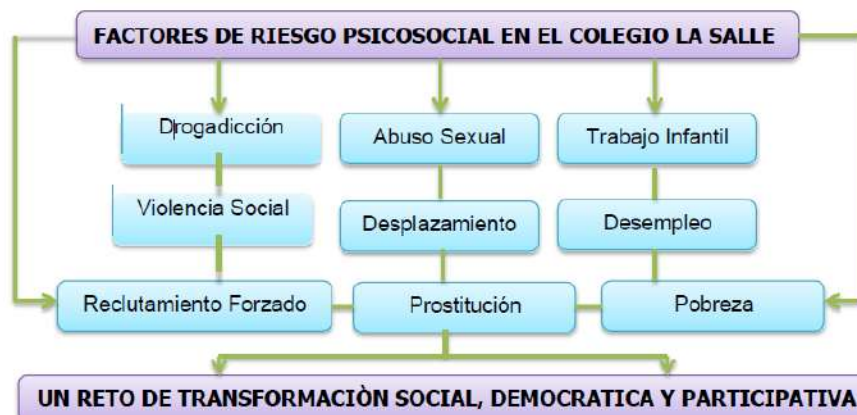 FACTORES DE RIESGO PSICOSOCIAL EN EL COLEGIO LA SALLE
Drogadicción
Abuso Sexual
Trabajo Infantil
Violencia Social
Desplazamiento
Desempleo
Reclutamiento Forzado
Prostitución
Pobreza
UN RETO DE TRANSFORMACIÒN SOCIAL, DEMOCRATICA Y PARTICIPATIVA